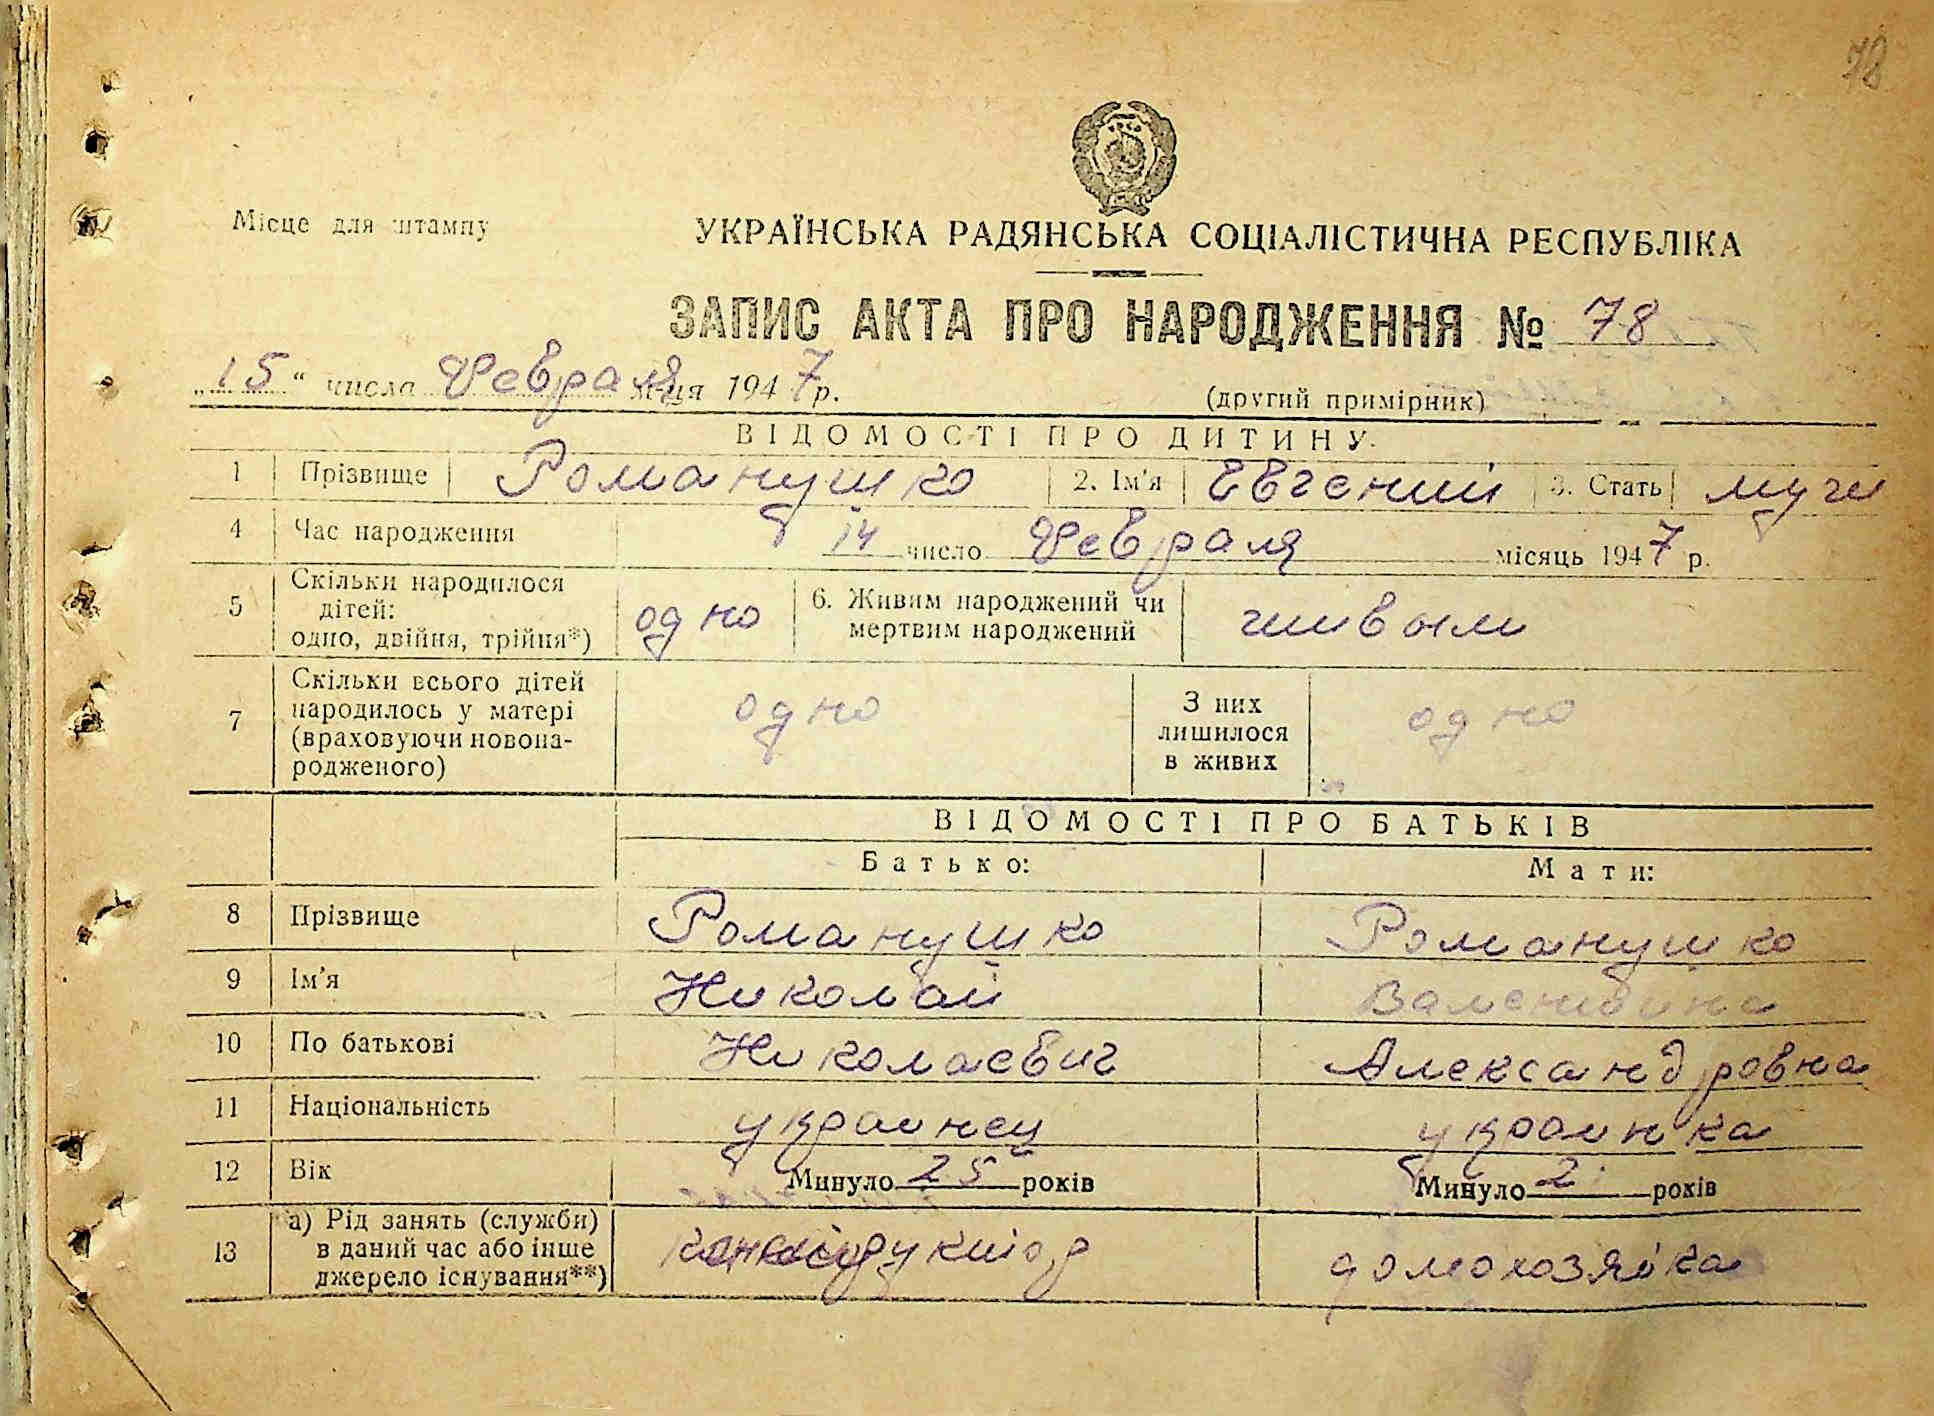 78
Місце для штампу
УКРАЇНСЬКА РАДЯНСЬКА СОЦІАЛІСТИЧНА РЕСПУБЛІКА
ЗАПИС АКТА ПРО НАРОДЖЕННЯ № 78
„15“ числа Февраля м-ця 1947 р.
(другий примірник)
ВІДОМОСТІ ПРО ДИТИНУ.
1 Прізвище Романушко 2. Ім'я Евгений 3. Стать муж
4 Час народження 14 число Февраля місяць 1947 р.
5 Скільки народилося дітей: одно, двійня, трійня*) одно 6. Живим народжений чи мертвим народжений живым
7 Скільки всього дітей народилось у матері (враховуючи новонародженого) одно З них лишилося в живих одно
ВІДОМОСТІ ПРО БАТЬКІВ
Батько: Мати:
8 Прізвище Романушко Романушко
9 Ім'я Николай Валентина
10 По батькові Николаевич Александровна
11 Національність украинец украинка
12 Вік Минуло 25 років Минуло 2 років
13 а) Рід занять (служби) в даний час або інше джерело існування**) домохозяйка